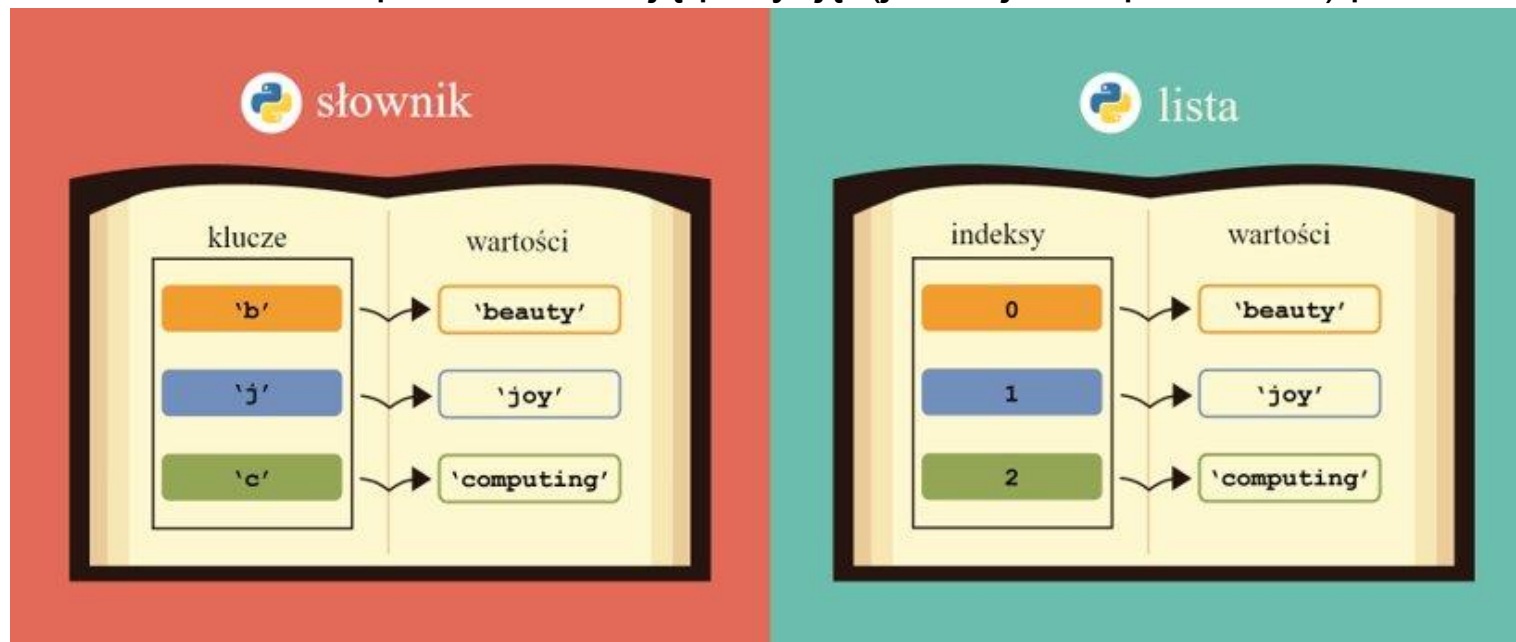 słownik
klucze wartości
‘b’ ‘beauty’
‘j’ ‘joy’
‘c’ ‘computing’
lista
indeksy wartości
0 ‘beauty’
1 ‘joy’
2 ‘computing’